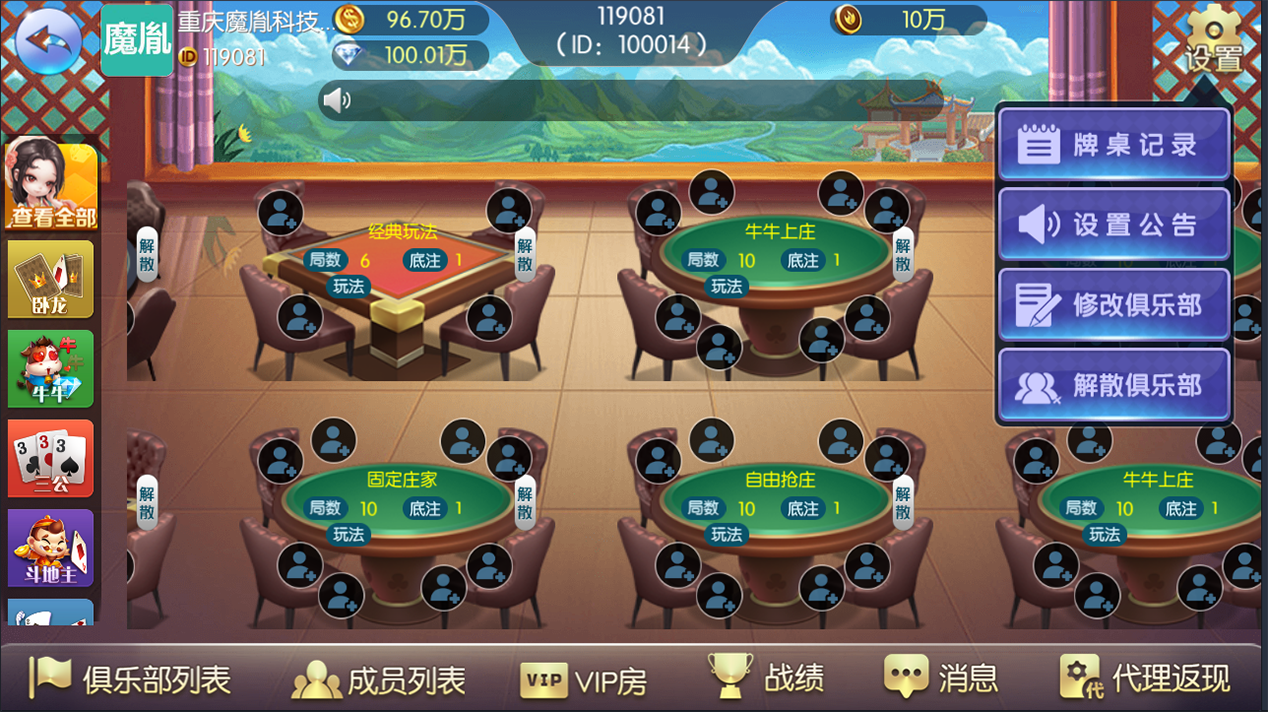 魔胤
重庆魔胤科技...
ID 119081
96.70万
100.01万
119081
(ID: 100014)
10万
设置
牌桌记录
设置公告
修改俱乐部
解散俱乐部
查看全部
卧龙
牛牛
三公
斗地主
解散
经典玩法
局数 6 底注 1
玩法
解散
牛牛上庄
局数 10 底注 1
玩法
解散
解散
固定庄家
局数 10 底注 1
玩法
解散
自由抢庄
局数 10 底注 1
玩法
解散
牛牛上庄
局数 10 底注 1
玩法
俱乐部列表
成员列表
VIP VIP房
战绩
消息
代 代理返现